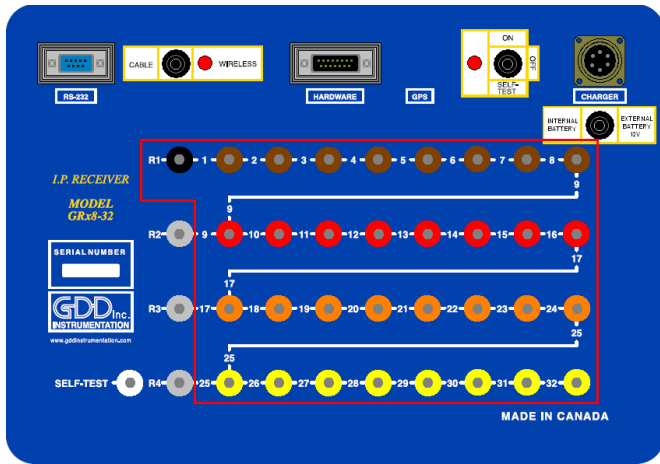 ON
OFF
CABLE
WIRELESS
SELF-
TEST
RS-232
HARDWARE
GPS
CHARGER
INTERNAL
BATTERY
EXTERNAL
BATTERY
12V
R1 1 2 3 4 5 6 7 8
9
I.P. RECEIVER
MODEL
GRx8-32
9
R2 9 10 11 12 13 14 15 16
17
SERIAL NUMBER
17
GDD Inc.
INSTRUMENTATION
R3 17 18 19 20 21 22 23 24
25
www.gddinstrumentation.com
25
SELF-TEST R4 25 26 27 28 29 30 31 32
MADE IN CANADA